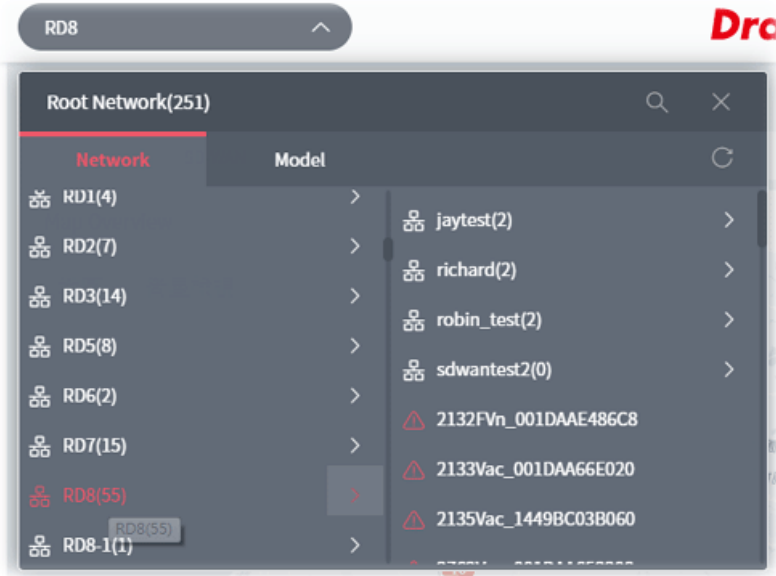 RD8
Root Network(251)
Network
Model
RD1(4)
RD2(7)
RD3(14)
RD5(8)
RD6(2)
RD7(15)
RD8(55)
RD8(55)
RD8-1(1)
jaytest(2)
richard(2)
robin_test(2)
sdwantest2(0)
2132FVn_001DAAE486C8
2133Vac_001DAA66E020
2135Vac_1449BC03B060